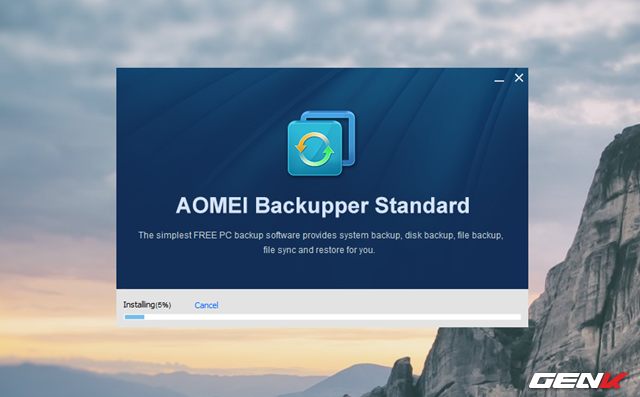 AOMEI Backupper Standard
The simplest FREE PC backup software provides system backup, disk backup, file backup,
file sync and restore for you.
Installing(5%) Cancel
GENK